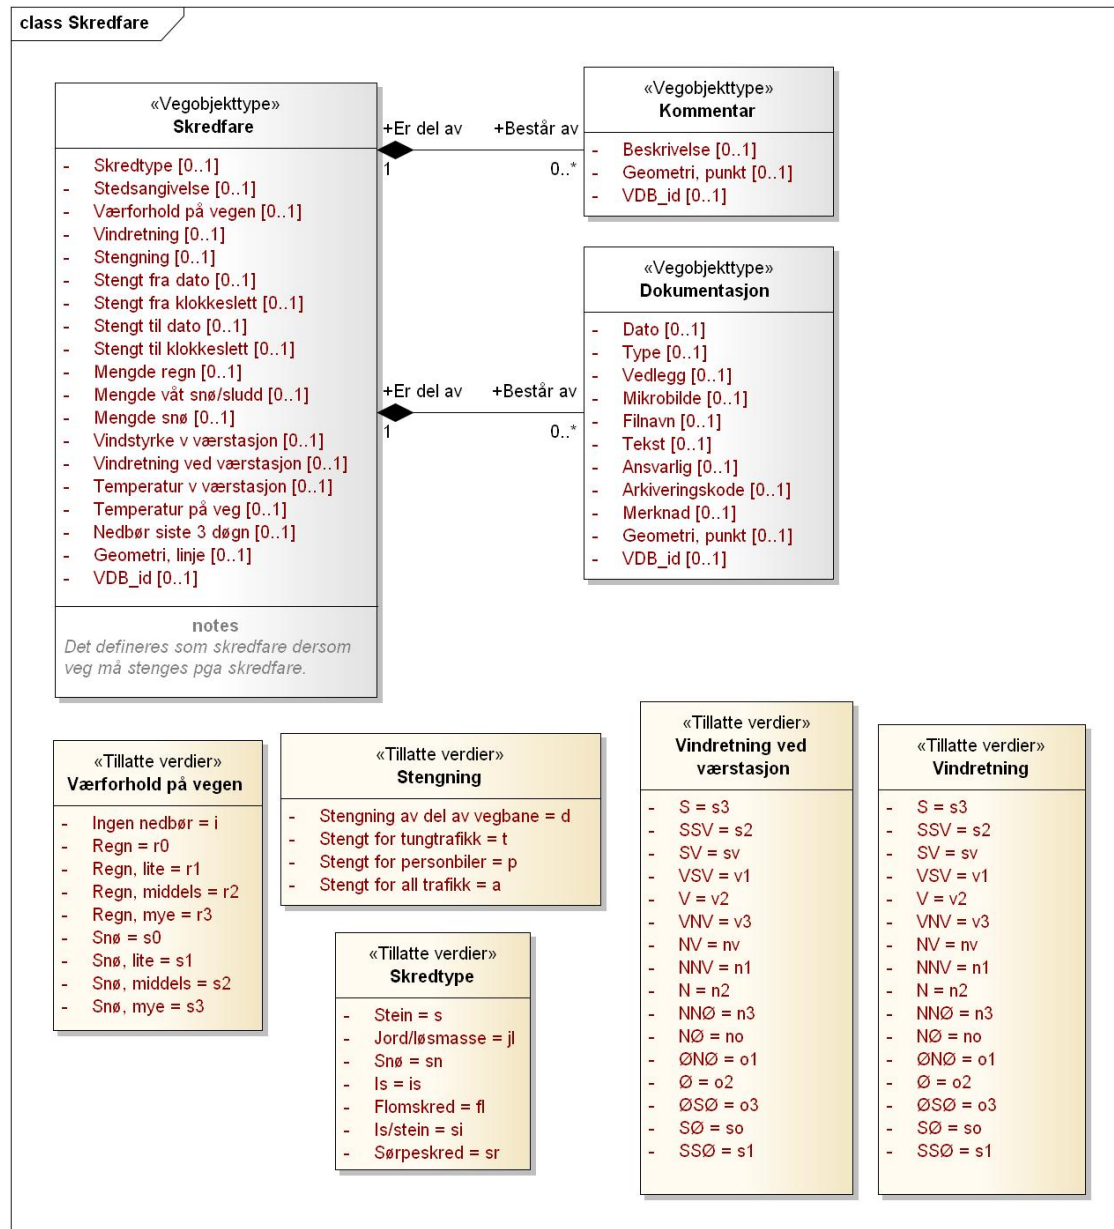 class Skredfare
«Vegobjekttype»
Skredfare
- Skredtype [0..1]
- Stedsangivelse [0..1]
- Værforhold på vegen [0..1]
- Vindretning [0..1]
- Stengning [0..1]
- Stengt fra dato [0..1]
- Stengt fra klokkeslett [0..1]
- Stengt til dato [0..1]
- Stengt til klokkeslett [0..1]
- Mengde regn [0..1]
- Mengde våt snø/sludd [0..1]
- Mengde snø [0..1]
- Vindstyrke v værstasjon [0..1]
- Vindretning ved værstasjon [0..1]
- Temperatur v værstasjon [0..1]
- Temperatur på veg [0..1]
- Nedbør siste 3 døgn [0..1]
- Geometri, linje [0..1]
- VDB_id [0..1]
notes
Det defineres som skredfare dersom
veg må stenges pga skredfare.
+Er del av
+Består av
1
0..*
«Vegobjekttype»
Kommentar
- Beskrivelse [0..1]
- Geometri, punkt [0..1]
- VDB_id [0..1]
+Er del av
+Består av
1
0..*
«Vegobjekttype»
Dokumentasjon
- Dato [0..1]
- Type [0..1]
- Vedlegg [0..1]
- Mikrobilde [0..1]
- Filnavn [0..1]
- Tekst [0..1]
- Ansvarlig [0..1]
- Arkiveringskode [0..1]
- Merknad [0..1]
- Geometri, punkt [0..1]
- VDB_id [0..1]
«Tillatte verdier»
Værforhold på vegen
- Ingen nedbør = i
- Regn = r0
- Regn, lite = r1
- Regn, middels = r2
- Regn, mye = r3
- Snø = s0
- Snø, lite = s1
- Snø, middels = s2
- Snø, mye = s3
«Tillatte verdier»
Stengning
- Stengning av del av vegbane = d
- Stengt for tungtrafikk = t
- Stengt for personbiler = p
- Stengt for all trafikk = a
«Tillatte verdier»
Skredtype
- Stein = s
- Jord/løsmasse = jl
- Snø = sn
- Is = is
- Flomskred = fl
- Is/stein = si
- Sørpeskred = sr
«Tillatte verdier»
Vindretning ved
værstasjon
- S = s3
- SSV = s2
- SV = sv
- VSV = v1
- V = v2
- VNV = v3
- NV = nv
- NNV = n1
- N = n2
- NNØ = n3
- NØ = no
- ØNØ = o1
- Ø = o2
- ØSØ = o3
- SØ = so
- SSØ = s1
«Tillatte verdier»
Vindretning
- S = s3
- SSV = s2
- SV = sv
- VSV = v1
- V = v2
- VNV = v3
- NV = nv
- NNV = n1
- N = n2
- NNØ = n3
- NØ = no
- ØNØ = o1
- Ø = o2
- ØSØ = o3
- SØ = so
- SSØ = s1